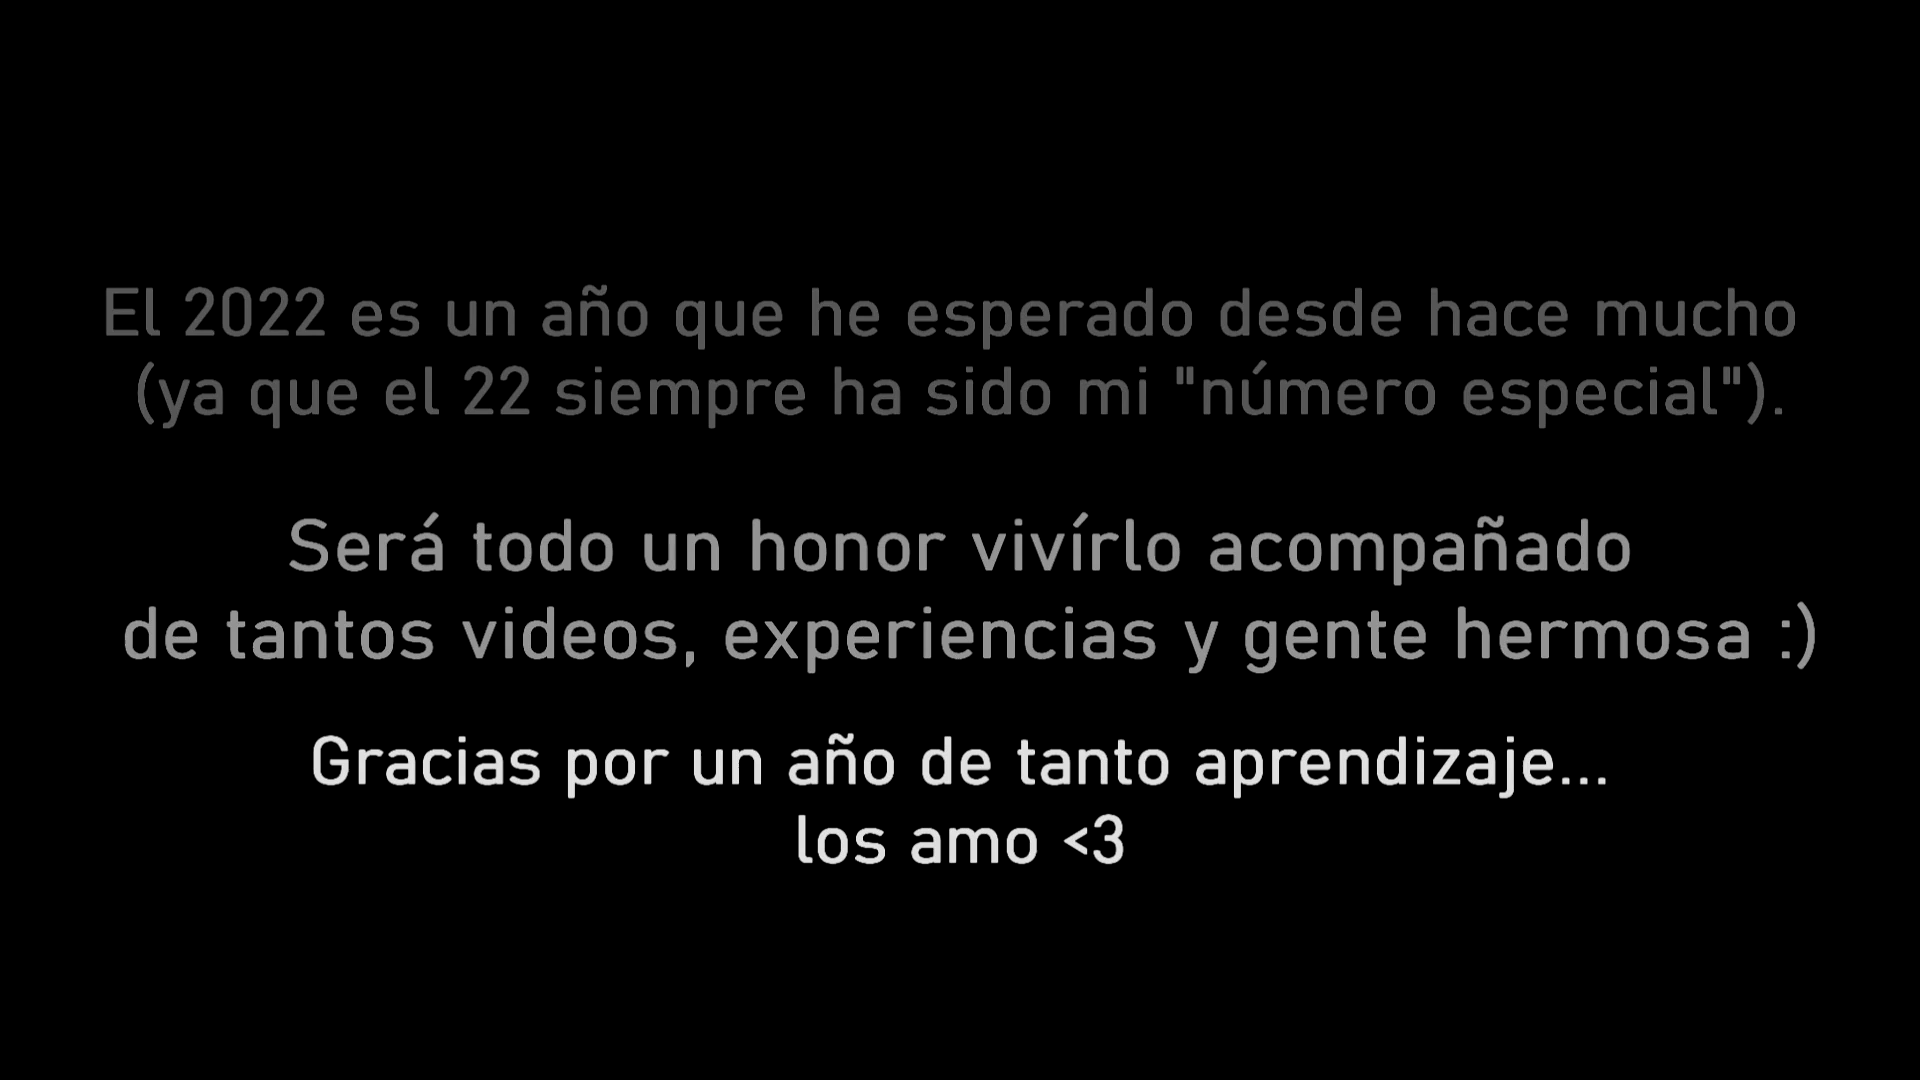 El 2022 es un año que he esperado desde hace mucho
(ya que el 22 siempre ha sido mi "número especial").
Será todo un honor vivírlo acompañado
de tantos videos, experiencias y gente hermosa :)
Gracias por un año de tanto aprendizaje...
los amo <3